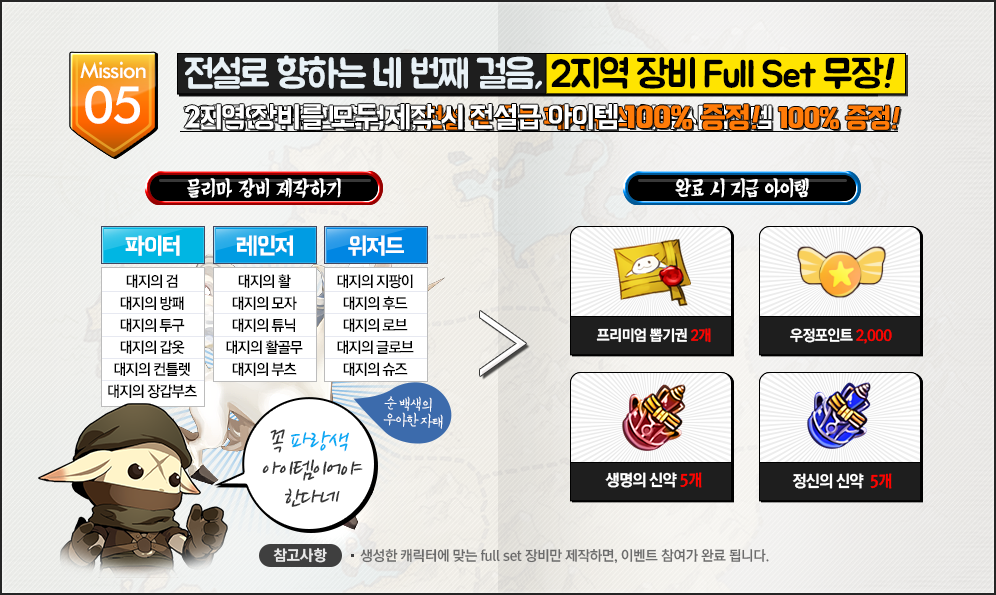 Mission
05
전설로 향하는 네 번째 걸음, 2지역 장비 Full Set 무장!
2지역 장비를 모두 제작 시 전설급 아이템 100% 증정!
100% 증정!
믈리마 장비 제작하기
완료 시 지급 아이템
파이터
레인저
위저드
대지의 검
대지의 방패
대지의 투구
대지의 갑옷
대지의 컨틀렛
대지의 장갑부츠
대지의 활
대지의 모자
대지의 튜닉
대지의 활골무
대지의 부츠
대지의 지팡이
대지의 후드
대지의 로브
대지의 글로브
대지의 슈즈
프리미엄 뽑기권 2개
우정포인트 2,000
생명의 신약 5개
정신의 신약 5개
순 백색의
우아한 자태
꼭 파랑색
아이템이어야
한다네
참고사항 • 생성한 캐릭터에 맞는 full set 장비만 제작하면, 이벤트 참여가 완료 됩니다.